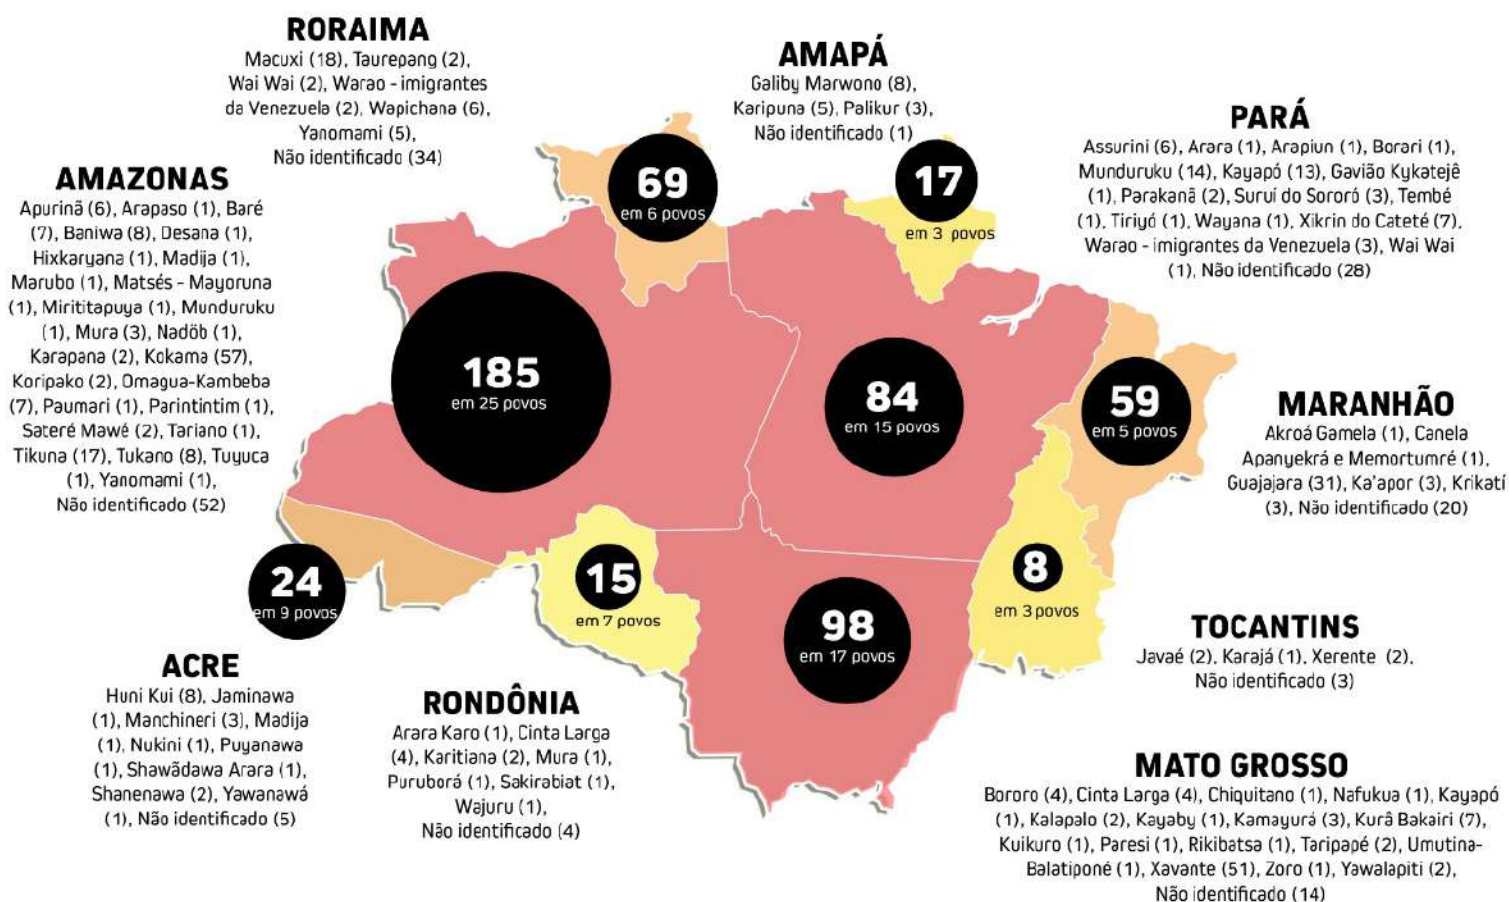 RORAIMA
Macuxi (18), Taurepang (2),
Wai Wai (2), Warao - imigrantes
da Venezuela (2), Wapichana (6),
Yanomami (5),
Não identificado (34)
AMAPÁ
Galiby Marwono (8),
Karipuna (5), Palikur (3),
Não identificado (1)
PARÁ
Assurini (6), Arara (1), Arapiun (1), Borari (1),
Munduruku (14), Kayapó (13), Gavião Kykatejê
(1), Parakanã (2), Suruí do Sororó (3), Tembé
(1), Tiriyó (1), Wayana (1), Xikrin do Cateté (7),
Warao - imigrantes da Venezuela (3), Wai Wai
(1), Não identificado (28)
AMAZONAS
Apurinã (6), Arapaso (1), Baré
(7), Baniwa (8), Desana (1),
Hixkaryana (1), Madija (1),
Marubo (1), Matsés - Mayoruna
(1), Mirititapuya (1), Munduruku
(1), Mura (3), Nadöb (1),
Karapana (2), Kokama (57),
Koripako (2), Omagua-Kambeba
(7), Paumari (1), Parintintim (1),
Sateré Mawé (2), Tariano (1),
Tikuna (17), Tukano (8), Tuyuca
(1), Yanomami (1),
Não identificado (52)
69
em 6 povos
17
em 3 povos
185
em 25 povos
84
em 15 povos
59
em 5 povos
MARANHÃO
Akroá Gamela (1), Canela
Apanyekrá e Memortumré (1),
Guajajara (31), Ka'apor (3), Krikatí
(3), Não identificado (20)
24
em 9 povos
15
em 7 povos
98
em 17 povos
8
em 3 povos
TOCANTINS
Javaé (2), Karajá (1), Xerente (2),
Não identificado (3)
ACRE
Huni Kui (8), Jaminawa
(1), Manchineri (3), Madija
(1), Nukini (1), Puyanawa
(1), Shawãdawa Arara (1),
Shanenawa (2), Yawanawá
(1), Não identificado (5)
RONDÔNIA
Arara Karo (1), Cinta Larga
(4), Karitiana (2), Mura (1),
Puruborá (1), Sakirabiat (1),
Wajuru (1),
Não identificado (4)
MATO GROSSO
Bororo (4), Cinta Larga (4), Chiquitano (1), Nafukua (1), Kayapó
(1), Kalapalo (2), Kayaby (1), Kamayurá (3), Kurâ Bakairi (7),
Kuikuro (1), Paresi (1), Rikibatsa (1), Taripapé (2), Umutina-
Balatiponé (1), Xavante (51), Zoro (1), Yawalapiti (2),
Não identificado (14)